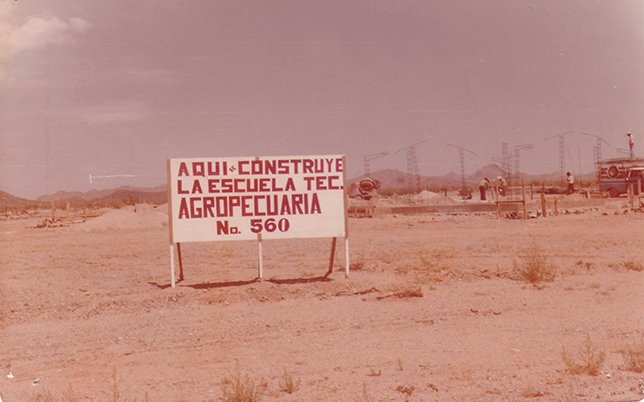 AQUI CONSTRUYE
LA ESCUELA TEC.
AGROPECUARIA
No. 560